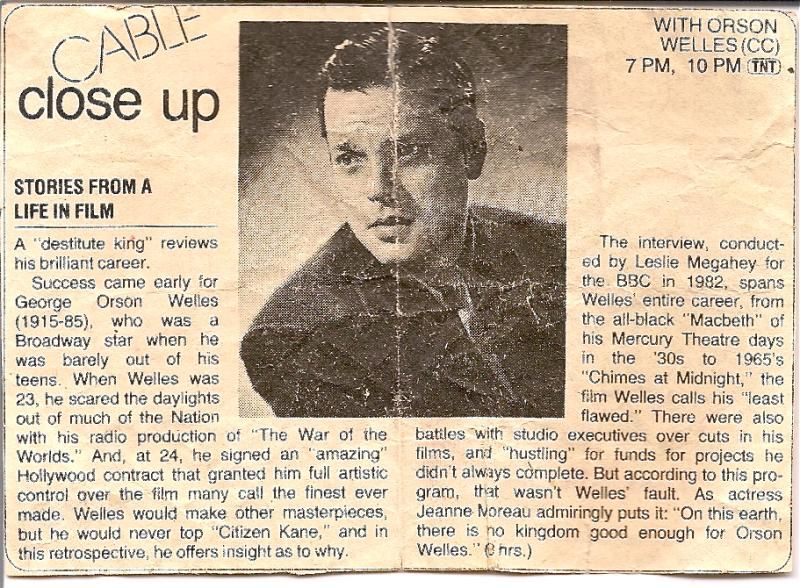 CABLE
close up
WITH ORSON
WELLES (CC)
7 PM, 10 PM TNT
STORIES FROM A
LIFE IN FILM
A "destitute king" reviews
his brilliant career.
Success came early for
George Orson Welles
(1915-85), who was a
Broadway star when he
was barely out of his
teens. When Welles was
23, he scared the daylights
out of much of the Nation
with his radio production of "The War of the
Worlds." And, at 24, he signed an "amazing"
Hollywood contract that granted him full artistic
control over the film many call the finest ever
made. Welles would make other masterpieces,
but he would never top "Citizen Kane," and in
this retrospective, he offers insight as to why.
The interview, conduct-
ed by Leslie Megahey for
the BBC in 1982, spans
Welles' entire career, from
the all-black "Macbeth" of
his Mercury Theatre days
in the '30s to 1965's
"Chimes at Midnight," the
film Welles calls his "least
flawed." There were also
battles with studio executives over cuts in his
films, and "hustling" for funds for projects he
didn't always complete. But according to this pro-
gram, that wasn't Welles' fault. As actress
Jeanne Moreau admiringly puts it: "On this earth,
there is no kingdom good enough for Orson
Welles." hrs.)